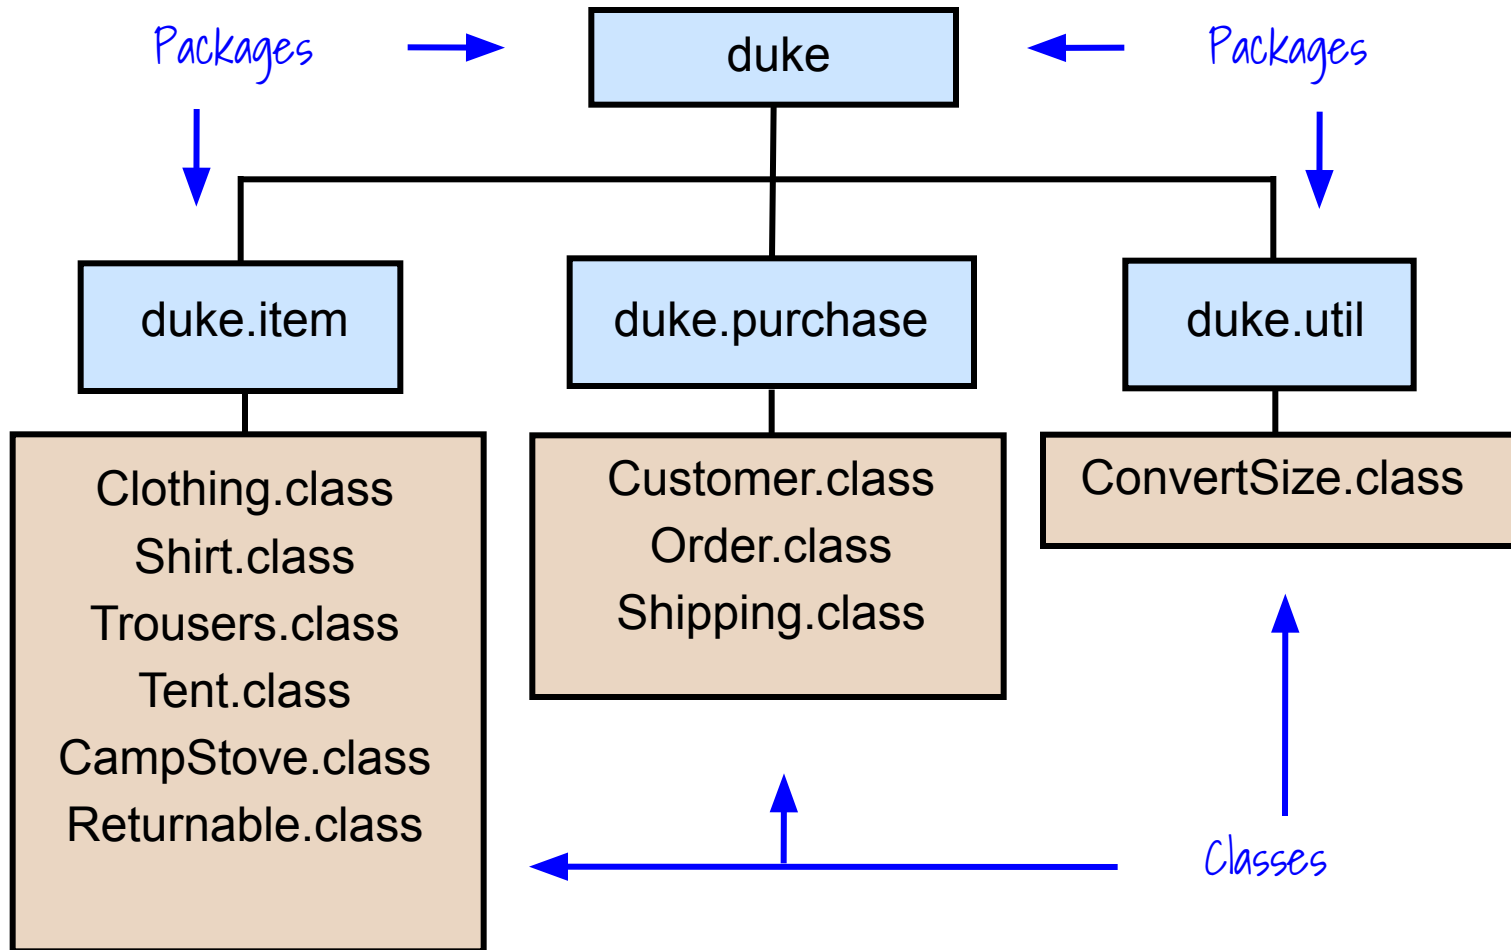 Packages
duke
Packages
duke.item
duke.purchase
duke.util
Clothing.class
Shirt.class
Trousers.class
Tent.class
CampStove.class
Returnable.class
Customer.class
Order.class
Shipping.class
ConvertSize.class
Classes